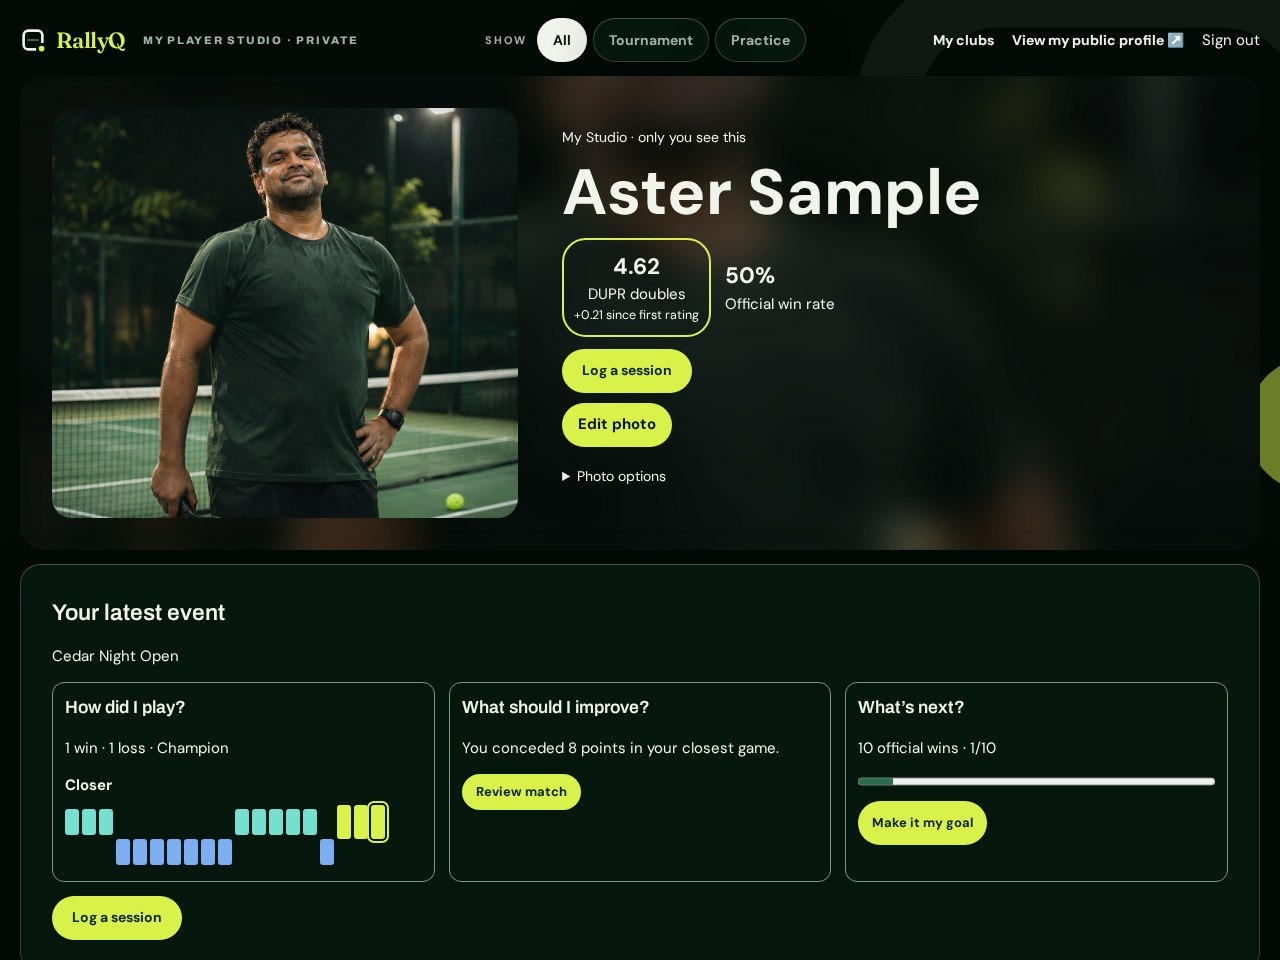 RallyQ
MY PLAYER STUDIO · PRIVATE
SHOW
All
Tournament
Practice
My clubs
View my public profile ↗
Sign out
My Studio · only you see this
Aster Sample
4.62
DUPR doubles
+0.21 since first rating
50%
Official win rate
Log a session
Edit photo
▶ Photo options
Your latest event
Cedar Night Open
How did I play?
1 win · 1 loss · Champion
Closer
What should I improve?
You conceded 8 points in your closest game.
Review match
What’s next?
10 official wins · 1/10
Make it my goal
Log a session